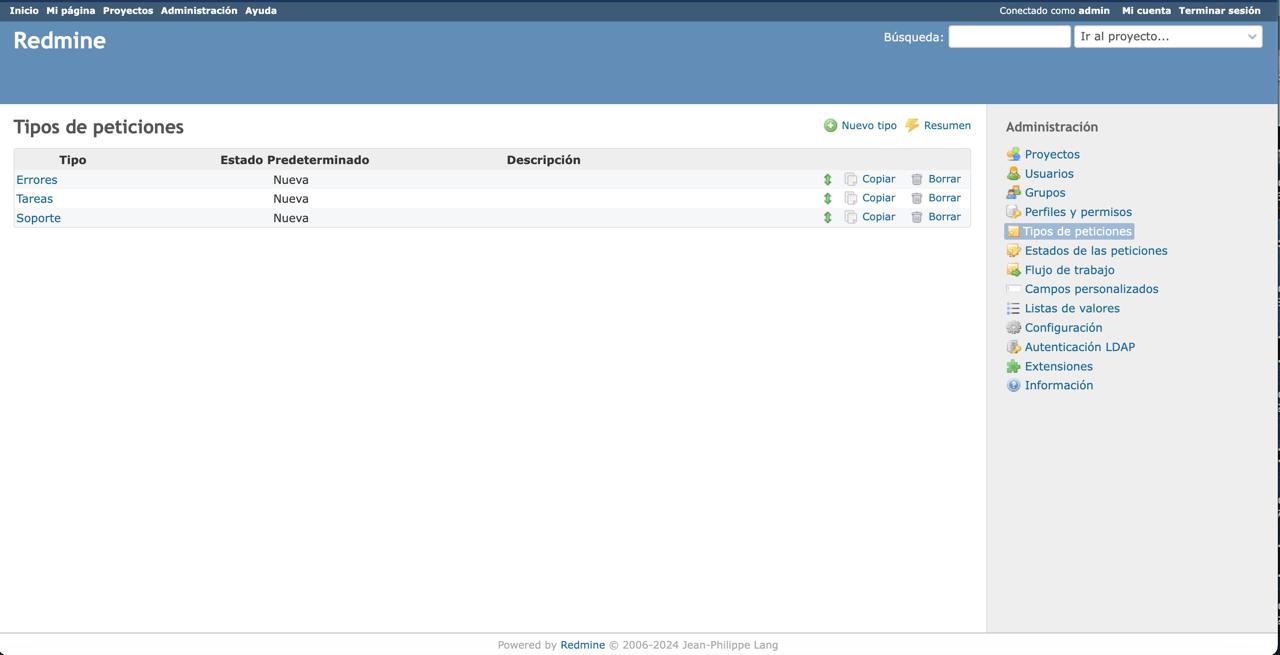 Inicio Mi página Proyectos Administración Ayuda Conectado como admin Mi cuenta Terminar sesión
Redmine Búsqueda: Ir al proyecto...
Tipos de peticiones Nuevo tipo Resumen
Tipo Estado Predeterminado Descripción
Errores Nueva Copiar Borrar
Tareas Nueva Copiar Borrar
Soporte Nueva Copiar Borrar
Administración
Proyectos
Usuarios
Grupos
Perfiles y permisos
Tipos de peticiones
Estados de las peticiones
Flujo de trabajo
Campos personalizados
Listas de valores
Configuración
Autenticación LDAP
Extensiones
Información
Powered by Redmine © 2006-2024 Jean-Philippe Lang